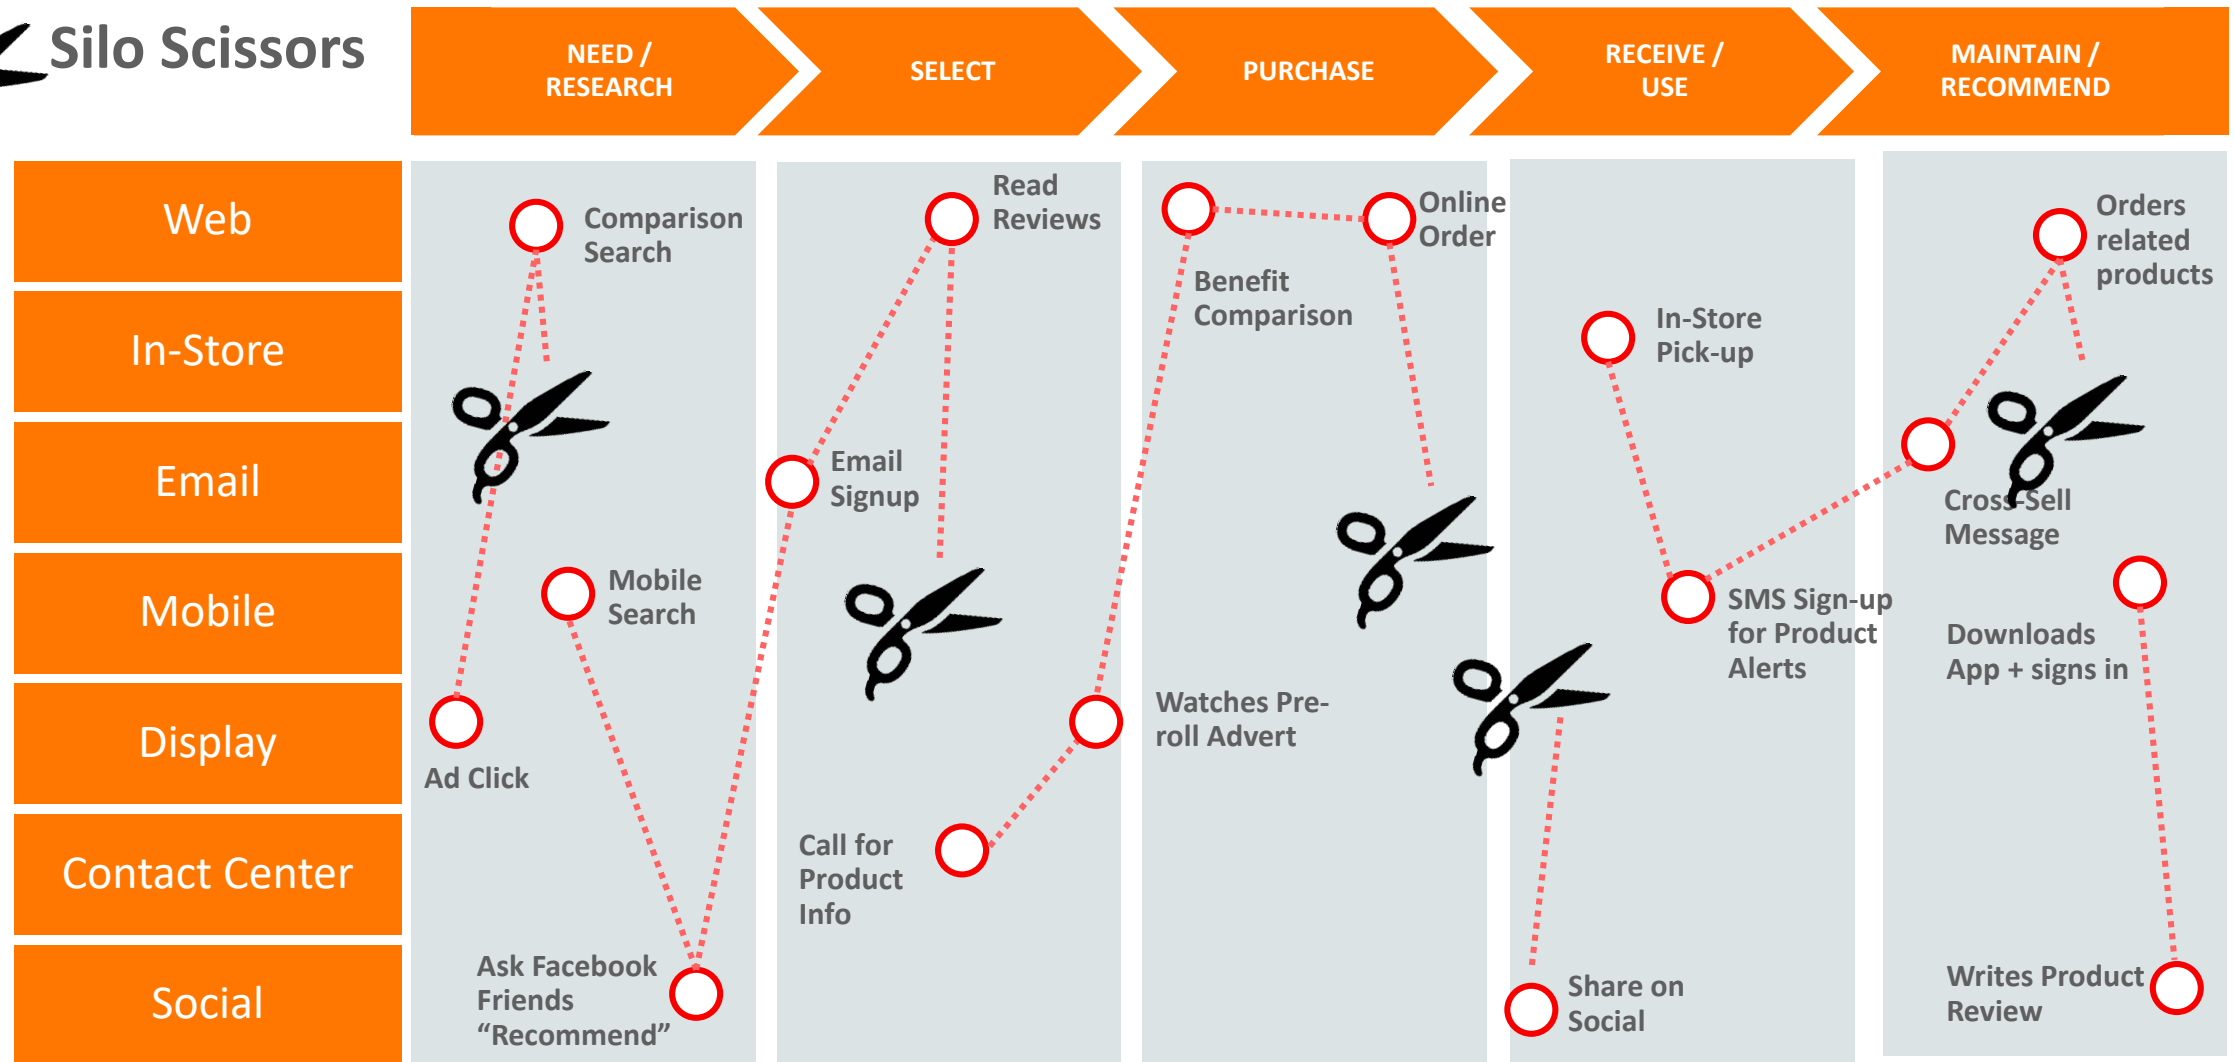 Silo Scissors
NEED /
RESEARCH
SELECT
PURCHASE
RECEIVE /
USE
MAINTAIN /
RECOMMEND
Web
In-Store
Email
Mobile
Display
Contact Center
Social
Comparison
Search
Mobile
Search
Ad Click
Ask Facebook
Friends
“Recommend”
Read
Reviews
Email
Signup
Call for
Product
Info
Online
Order
Benefit
Comparison
Watches Pre-
roll Advert
In-Store
Pick-up
SMS Sign-up
for Product
Alerts
Share on
Social
Orders
related
products
Cross-Sell
Message
Downloads
App + signs in
Writes Product
Review